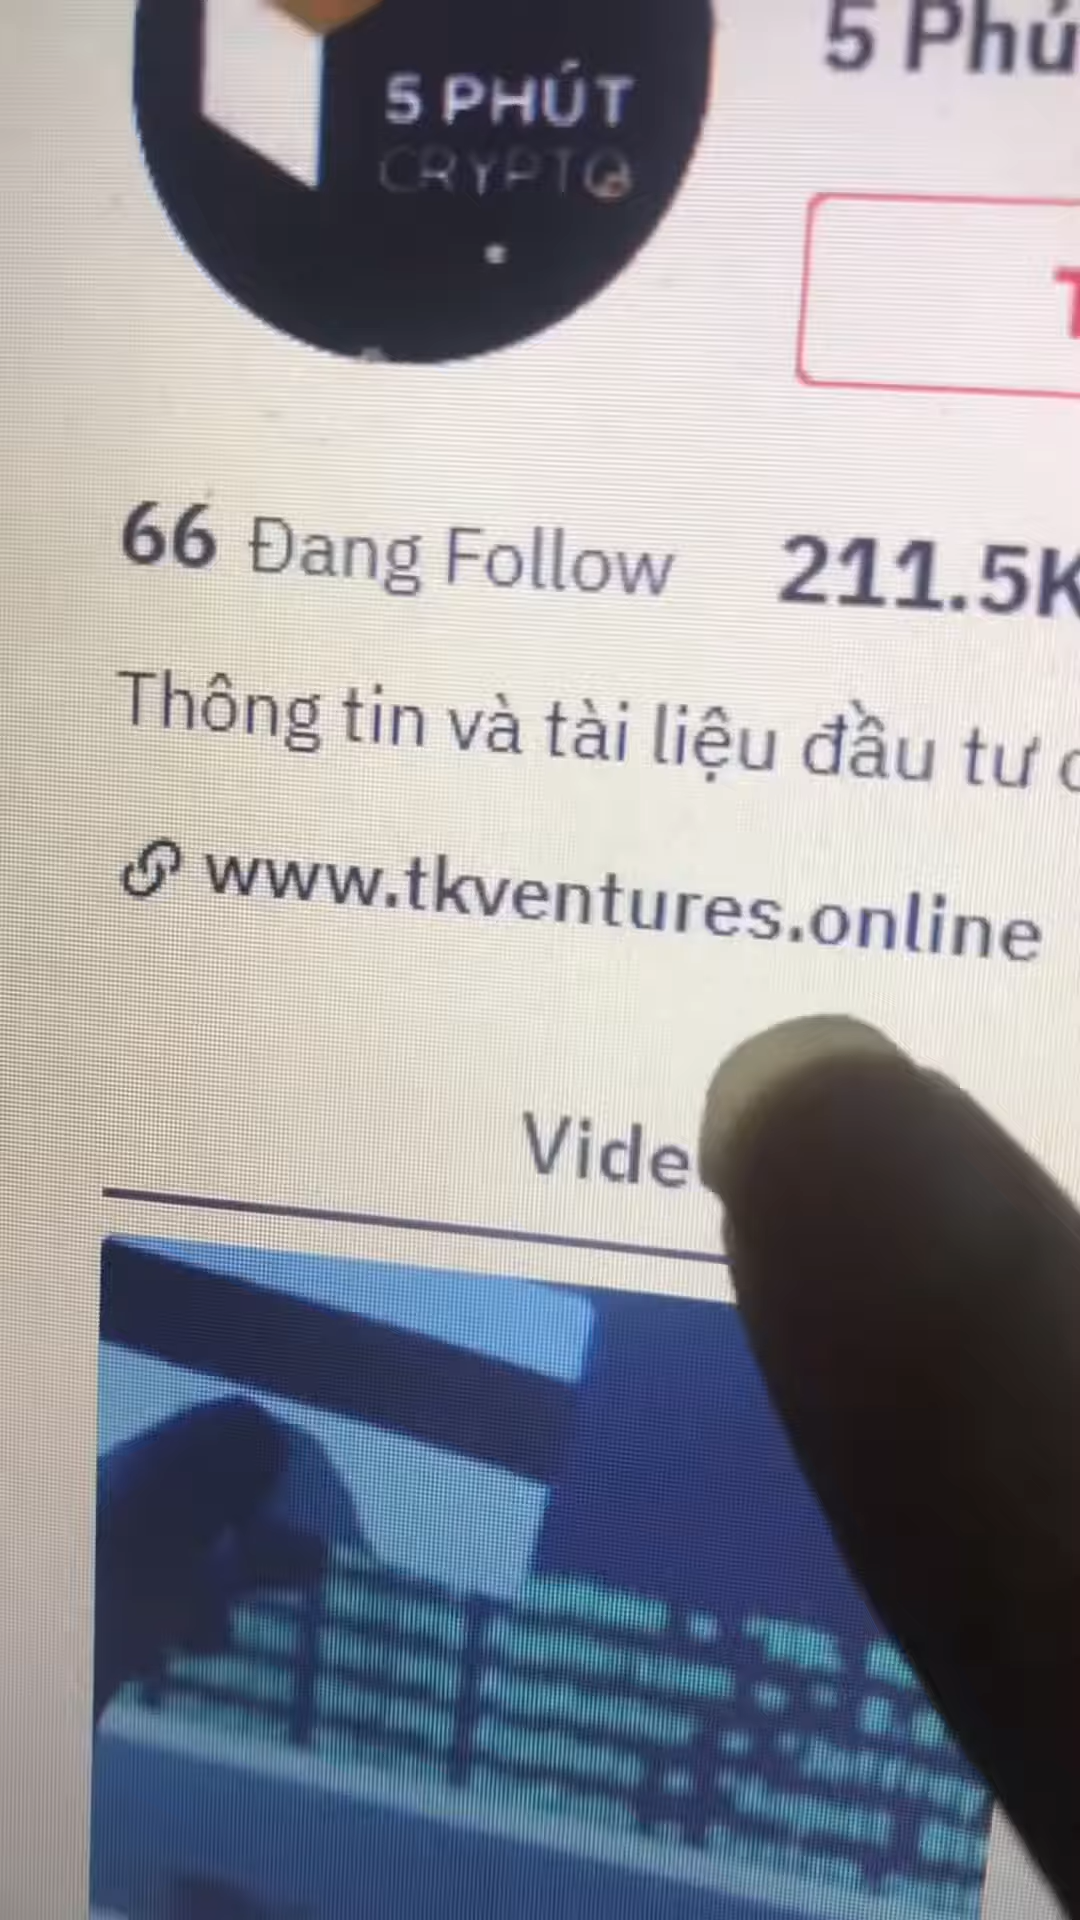 5 PHÚT
CRYPTO
5 Phú
66 Đang Follow 211.5K
Thông tin và tài liệu đầu tư
www.tkventures.online
Vide